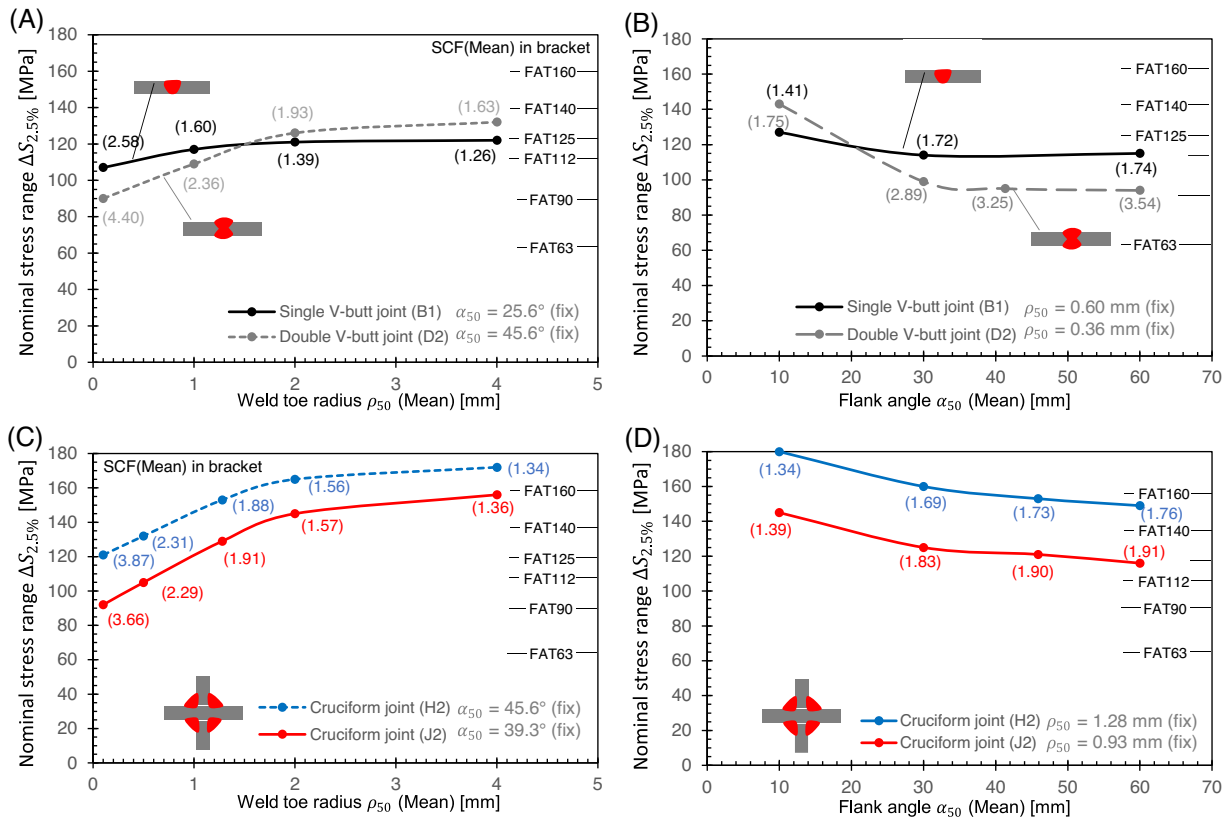 (A)
Nominal stress range ΔS2.5% [MPa]
180
160
140
120
100
80
60
40
20
0
SCF(Mean) in bracket
(2.58)
(1.60)
(1.93)
(1.63)
(1.39)
(1.26)
(2.36)
(4.40)
FAT160
FAT140
FAT125
FAT112
FAT90
FAT63
Single V-butt joint (B1) α50 = 25.6° (fix)
Double V-butt joint (D2) α50 = 45.6° (fix)
0 1 2 3 4 5
Weld toe radius ρ50 (Mean) [mm]
(B)
Nominal stress range ΔS2.5% [MPa]
180
160
140
120
100
80
60
40
20
0
(1.41)
(1.75)
(1.72)
(1.74)
(2.89)
(3.25)
(3.54)
FAT160
FAT140
FAT125
FAT63
Single V-butt joint (B1) ρ50 = 0.60 mm (fix)
Double V-butt joint (D2) ρ50 = 0.36 mm (fix)
0 10 20 30 40 50 60 70
Flank angle α50 (Mean) [mm]
(C)
Nominal stress range ΔS2.5% [MPa]
180
160
140
120
100
80
60
40
20
0
SCF(Mean) in bracket
(1.34)
(1.56)
(1.88)
(2.31)
(3.87)
(1.36)
(1.57)
(1.91)
(2.29)
(3.66)
FAT160
FAT140
FAT125
FAT112
FAT90
FAT63
Cruciform joint (H2) α50 = 45.6° (fix)
Cruciform joint (J2) α50 = 39.3° (fix)
0 1 2 3 4 5
Weld toe radius ρ50 (Mean) [mm]
(D)
Nominal stress range ΔS2.5% [MPa]
180
160
140
120
100
80
60
40
20
0
(1.34)
(1.69)
(1.73)
(1.76)
(1.39)
(1.83)
(1.90)
(1.91)
FAT160
FAT140
FAT112
FAT90
FAT63
Cruciform joint (H2) ρ50 = 1.28 mm (fix)
Cruciform joint (J2) ρ50 = 0.93 mm (fix)
0 10 20 30 40 50 60 70
Flank angle α50 (Mean) [mm]